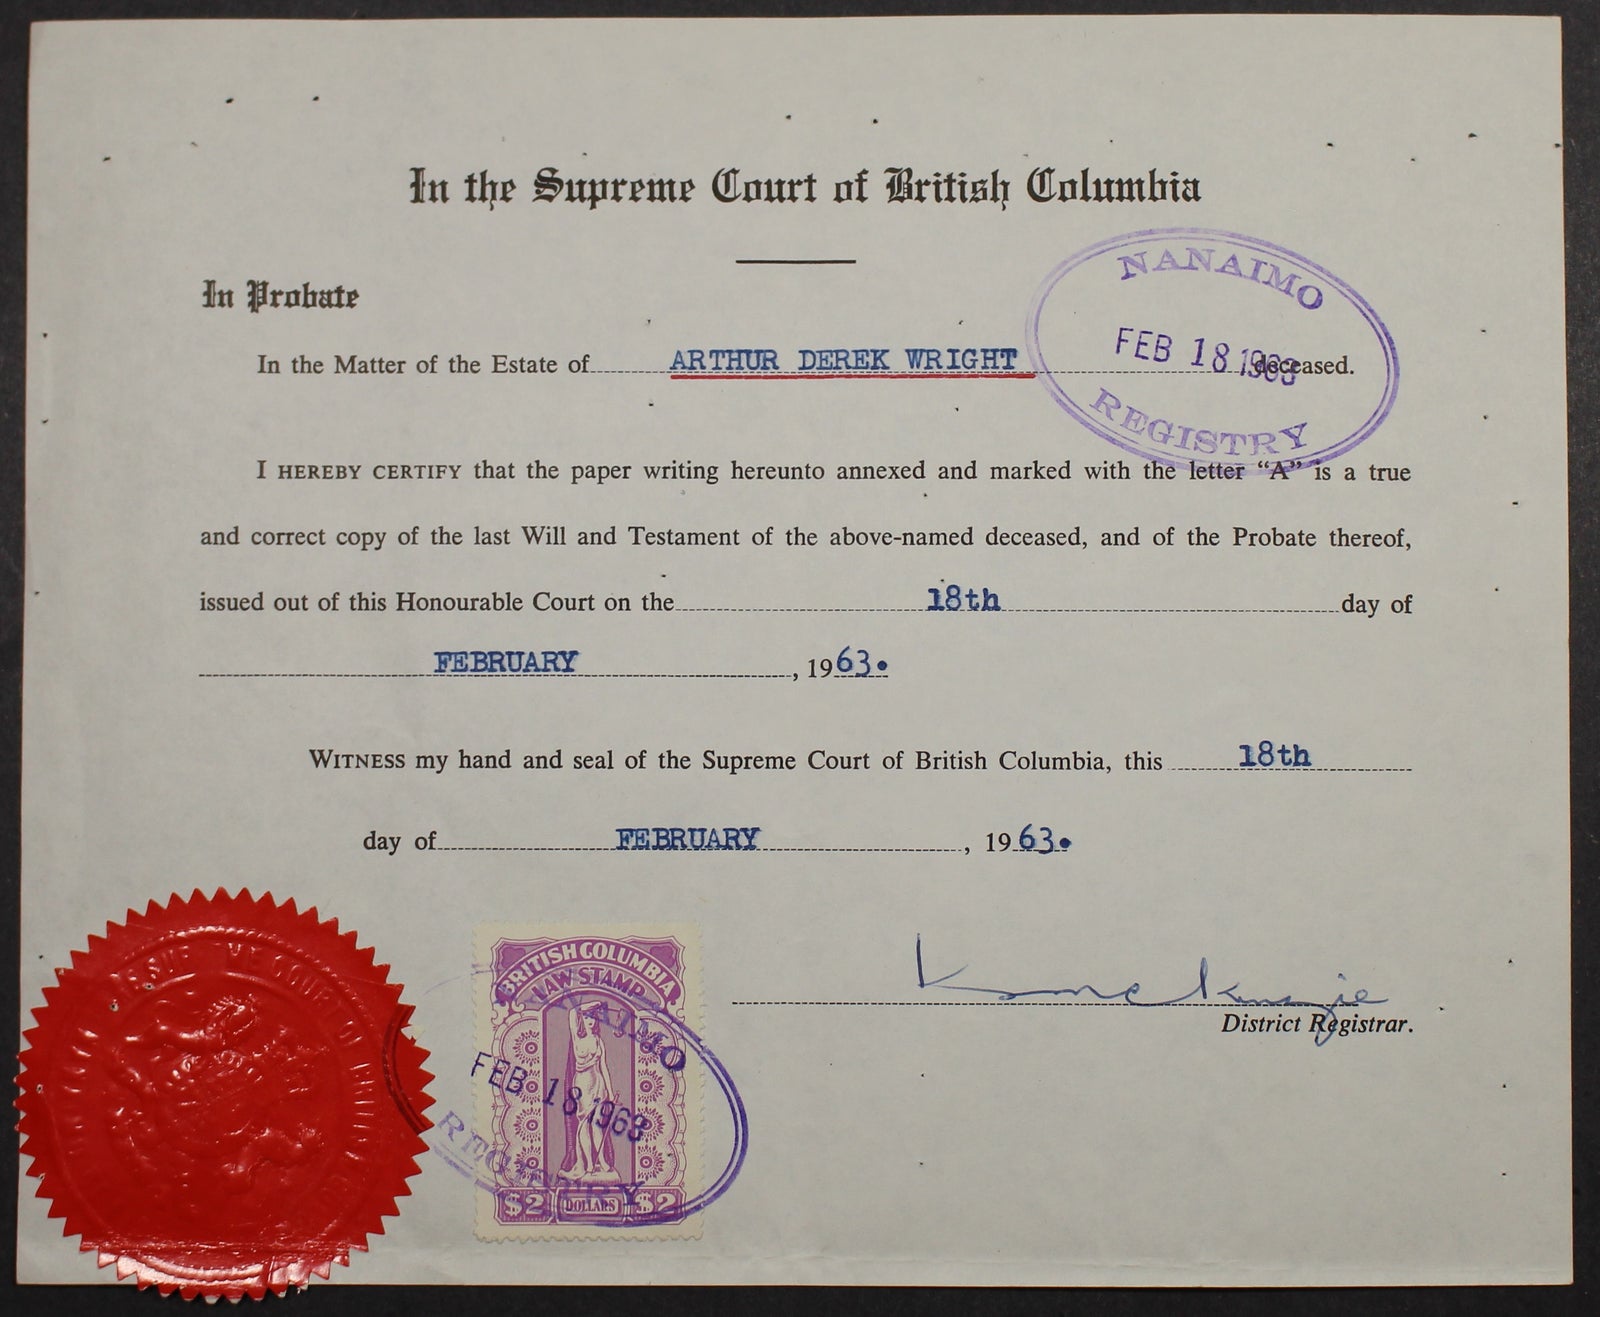 In the Supreme Court of British Columbia
In Probate
In the Matter of the Estate of ARTHUR DEREK WRIGHT deceased.
NANAIMO
FEB 18 1963
REGISTRY
I HEREBY CERTIFY that the paper writing hereunto annexed and marked with the letter “A” is a true
and correct copy of the last Will and Testament of the above-named deceased, and of the Probate thereof,
issued out of this Honourable Court on the 18th day of
FEBRUARY, 1963.
WITNESS my hand and seal of the Supreme Court of British Columbia, this 18th
day of FEBRUARY, 1963.
COURT OF
BRITISH COLUMBIA
LAW STAMP
NANAIMO
FEB 18 1963
REGISTRY
$2 DOLLARS $2
McKenzie
District Registrar.